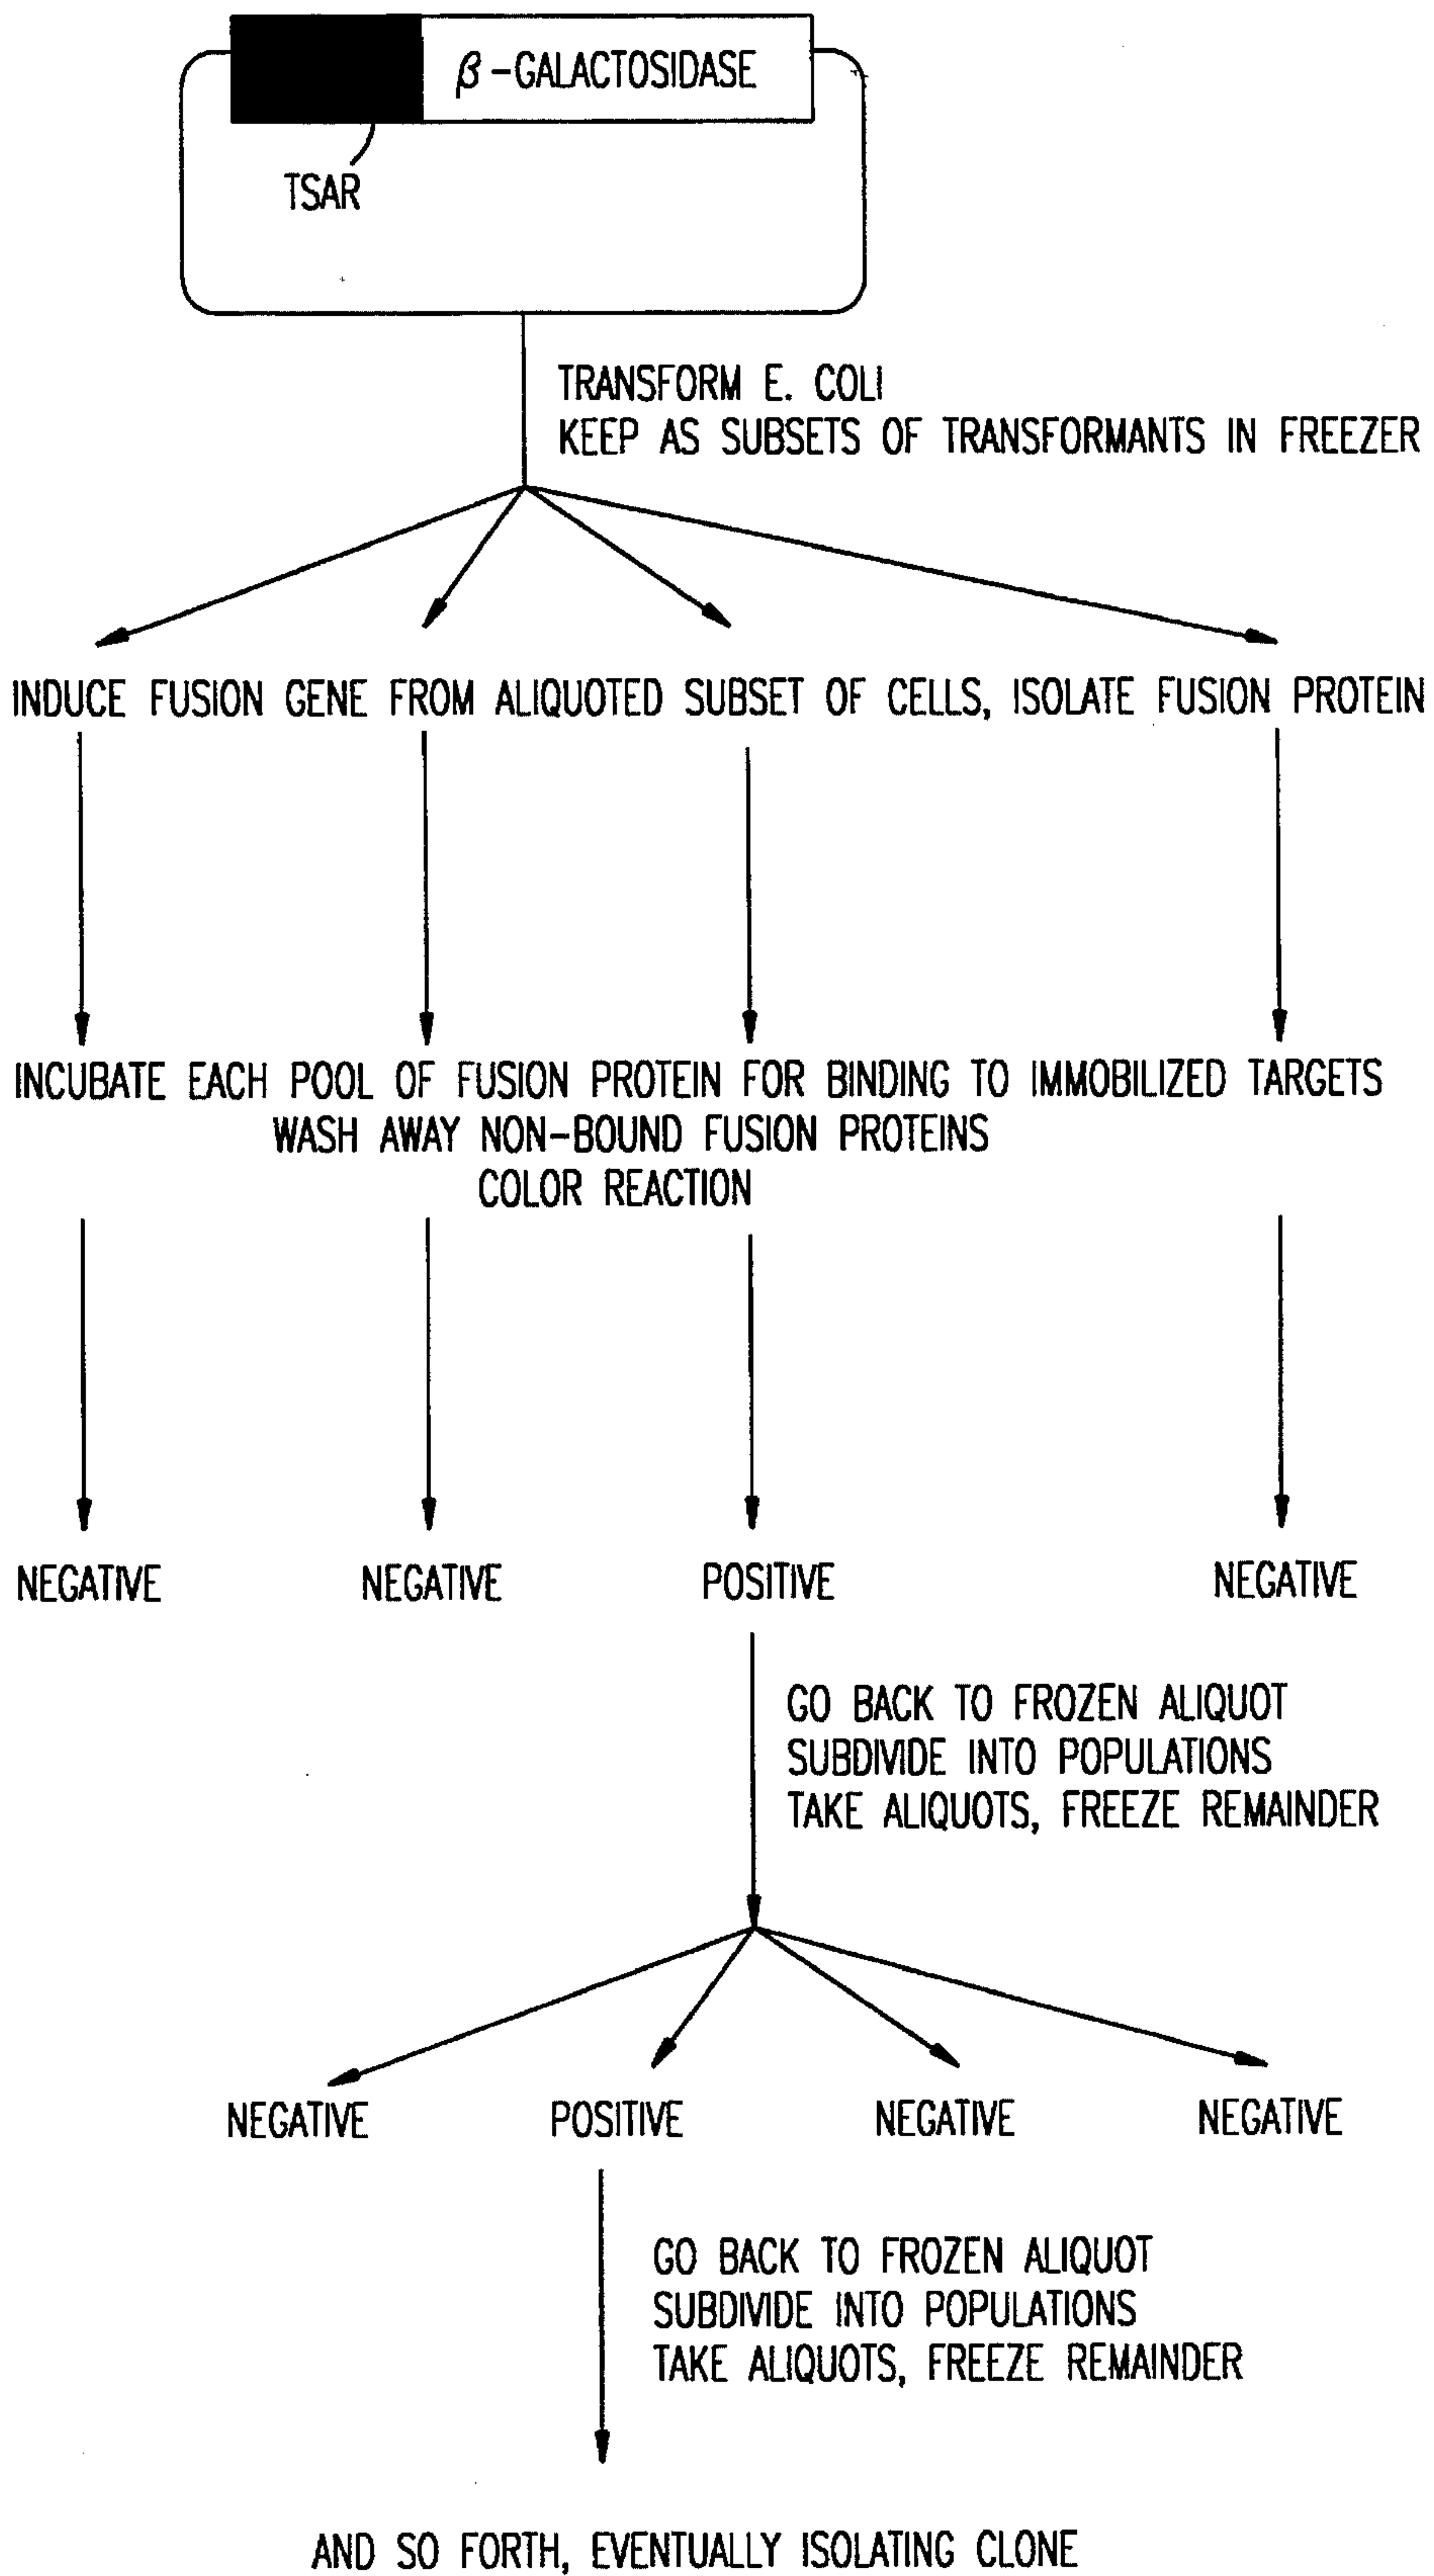 β-GALACTOSIDASE
TSAR
TRANSFORM E. COLI
KEEP AS SUBSETS OF TRANSFORMANTS IN FREEZER
INDUCE FUSION GENE FROM ALIQUOTED SUBSET OF CELLS, ISOLATE FUSION PROTEIN
INCUBATE EACH POOL OF FUSION PROTEIN FOR BINDING TO IMMOBILIZED TARGETS
WASH AWAY NON-BOUND FUSION PROTEINS
COLOR REACTION
NEGATIVE NEGATIVE POSITIVE NEGATIVE
GO BACK TO FROZEN ALIQUOT
SUBDIVIDE INTO POPULATIONS
TAKE ALIQUOTS, FREEZE REMAINDER
NEGATIVE POSITIVE NEGATIVE NEGATIVE
GO BACK TO FROZEN ALIQUOT
SUBDIVIDE INTO POPULATIONS
TAKE ALIQUOTS, FREEZE REMAINDER
AND SO FORTH, EVENTUALLY ISOLATING CLONE